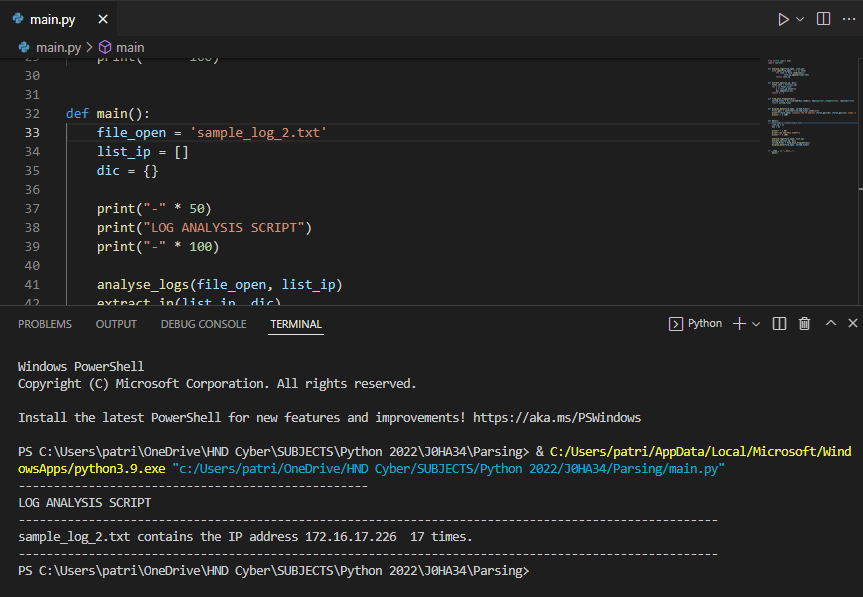 main.py
main.py > main
30
31
32 def main():
33 file_open = 'sample_log_2.txt'
34 list_ip = []
35 dic = {}
36
37 print("-" * 50)
38 print("LOG ANALYSIS SCRIPT")
39 print("-" * 100)
40
41 analyse_logs(file_open, list_ip)
42 extract_ip(list_ip, dic)
PROBLEMS OUTPUT DEBUG CONSOLE TERMINAL Python
Windows PowerShell
Copyright (C) Microsoft Corporation. All rights reserved.
Install the latest PowerShell for new features and improvements! https://aka.ms/PSWindows
PS C:\Users\patri\OneDrive\HND Cyber\SUBJECTS\Python 2022\J0HA34\Parsing> & C:/Users/patri/AppData/Local/Microsoft/Wind
owsApps/python3.9.exe "c:/Users/patri/OneDrive/HND Cyber/SUBJECTS/Python 2022/J0HA34/Parsing/main.py"
--------------------------------------------------
LOG ANALYSIS SCRIPT
----------------------------------------------------------------------------------------------------
sample_log_2.txt contains the IP address 172.16.17.226  17 times.
----------------------------------------------------------------------------------------------------
PS C:\Users\patri\OneDrive\HND Cyber\SUBJECTS\Python 2022\J0HA34\Parsing>